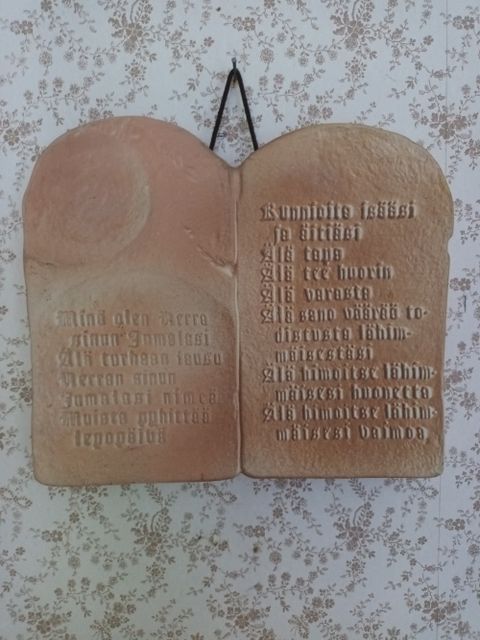 Minä olen Herra
sinun Jumalasi
Älä turhaan lausu
Herran sinun
Jumalasi nimeä
Muista pyhittää
lepopäivä
Kunnioita isääsi
ja äitiäsi
Älä tapa
Älä tee huorin
Älä varasta
Älä sano väärää to-
distusta lähim-
mäisestäsi
Älä himoitse lähim-
mäisesi huonetta
Älä himoitse lähim-
mäisesi vaimoa